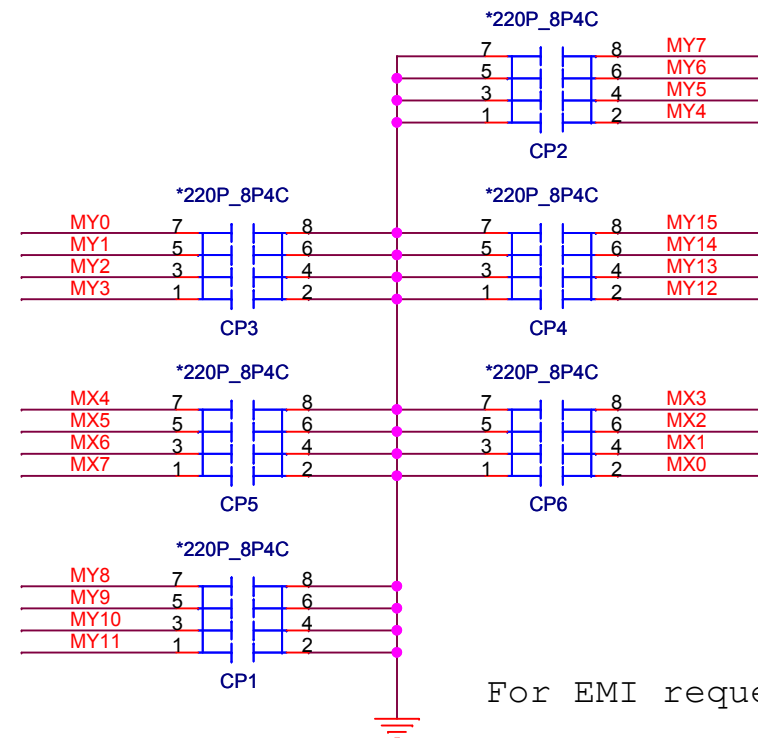 *220P_8P4C
7 8 MY7
5 6 MY6
3 4 MY5
1 2 MY4
CP2
*220P_8P4C *220P_8P4C
MY0 7 8 7 8 MY15
MY1 5 6 5 6 MY14
MY2 3 4 3 4 MY13
MY3 1 2 1 2 MY12
CP3 CP4
*220P_8P4C *220P_8P4C
MX4 7 8 7 8 MX3
MX5 5 6 5 6 MX2
MX6 3 4 3 4 MX1
MX7 1 2 1 2 MX0
CP5 CP6
*220P_8P4C
MY8 7 8
MY9 5 6
MY10 3 4
MY11 1 2
CP1
For EMI